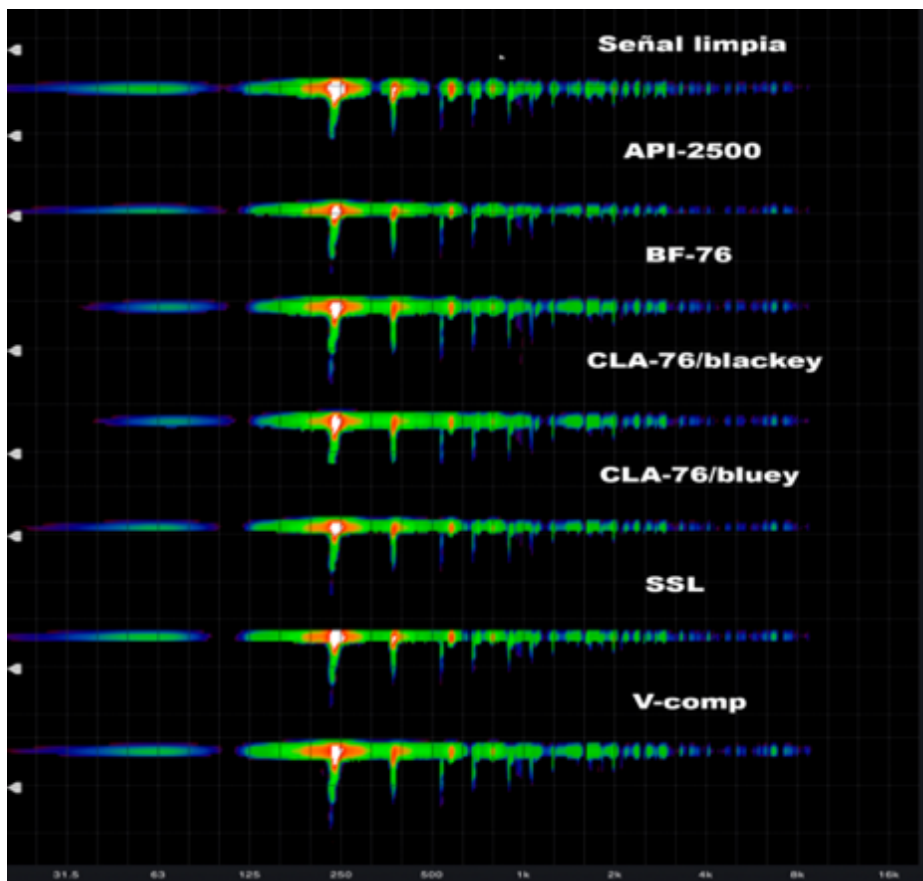 Señal limpia
API-2500
BF-76
CLA-76/blackey
CLA-76/bluey
SSL
V-comp
31.5 63 125 250 500 1k 2k 4k 8k 16k